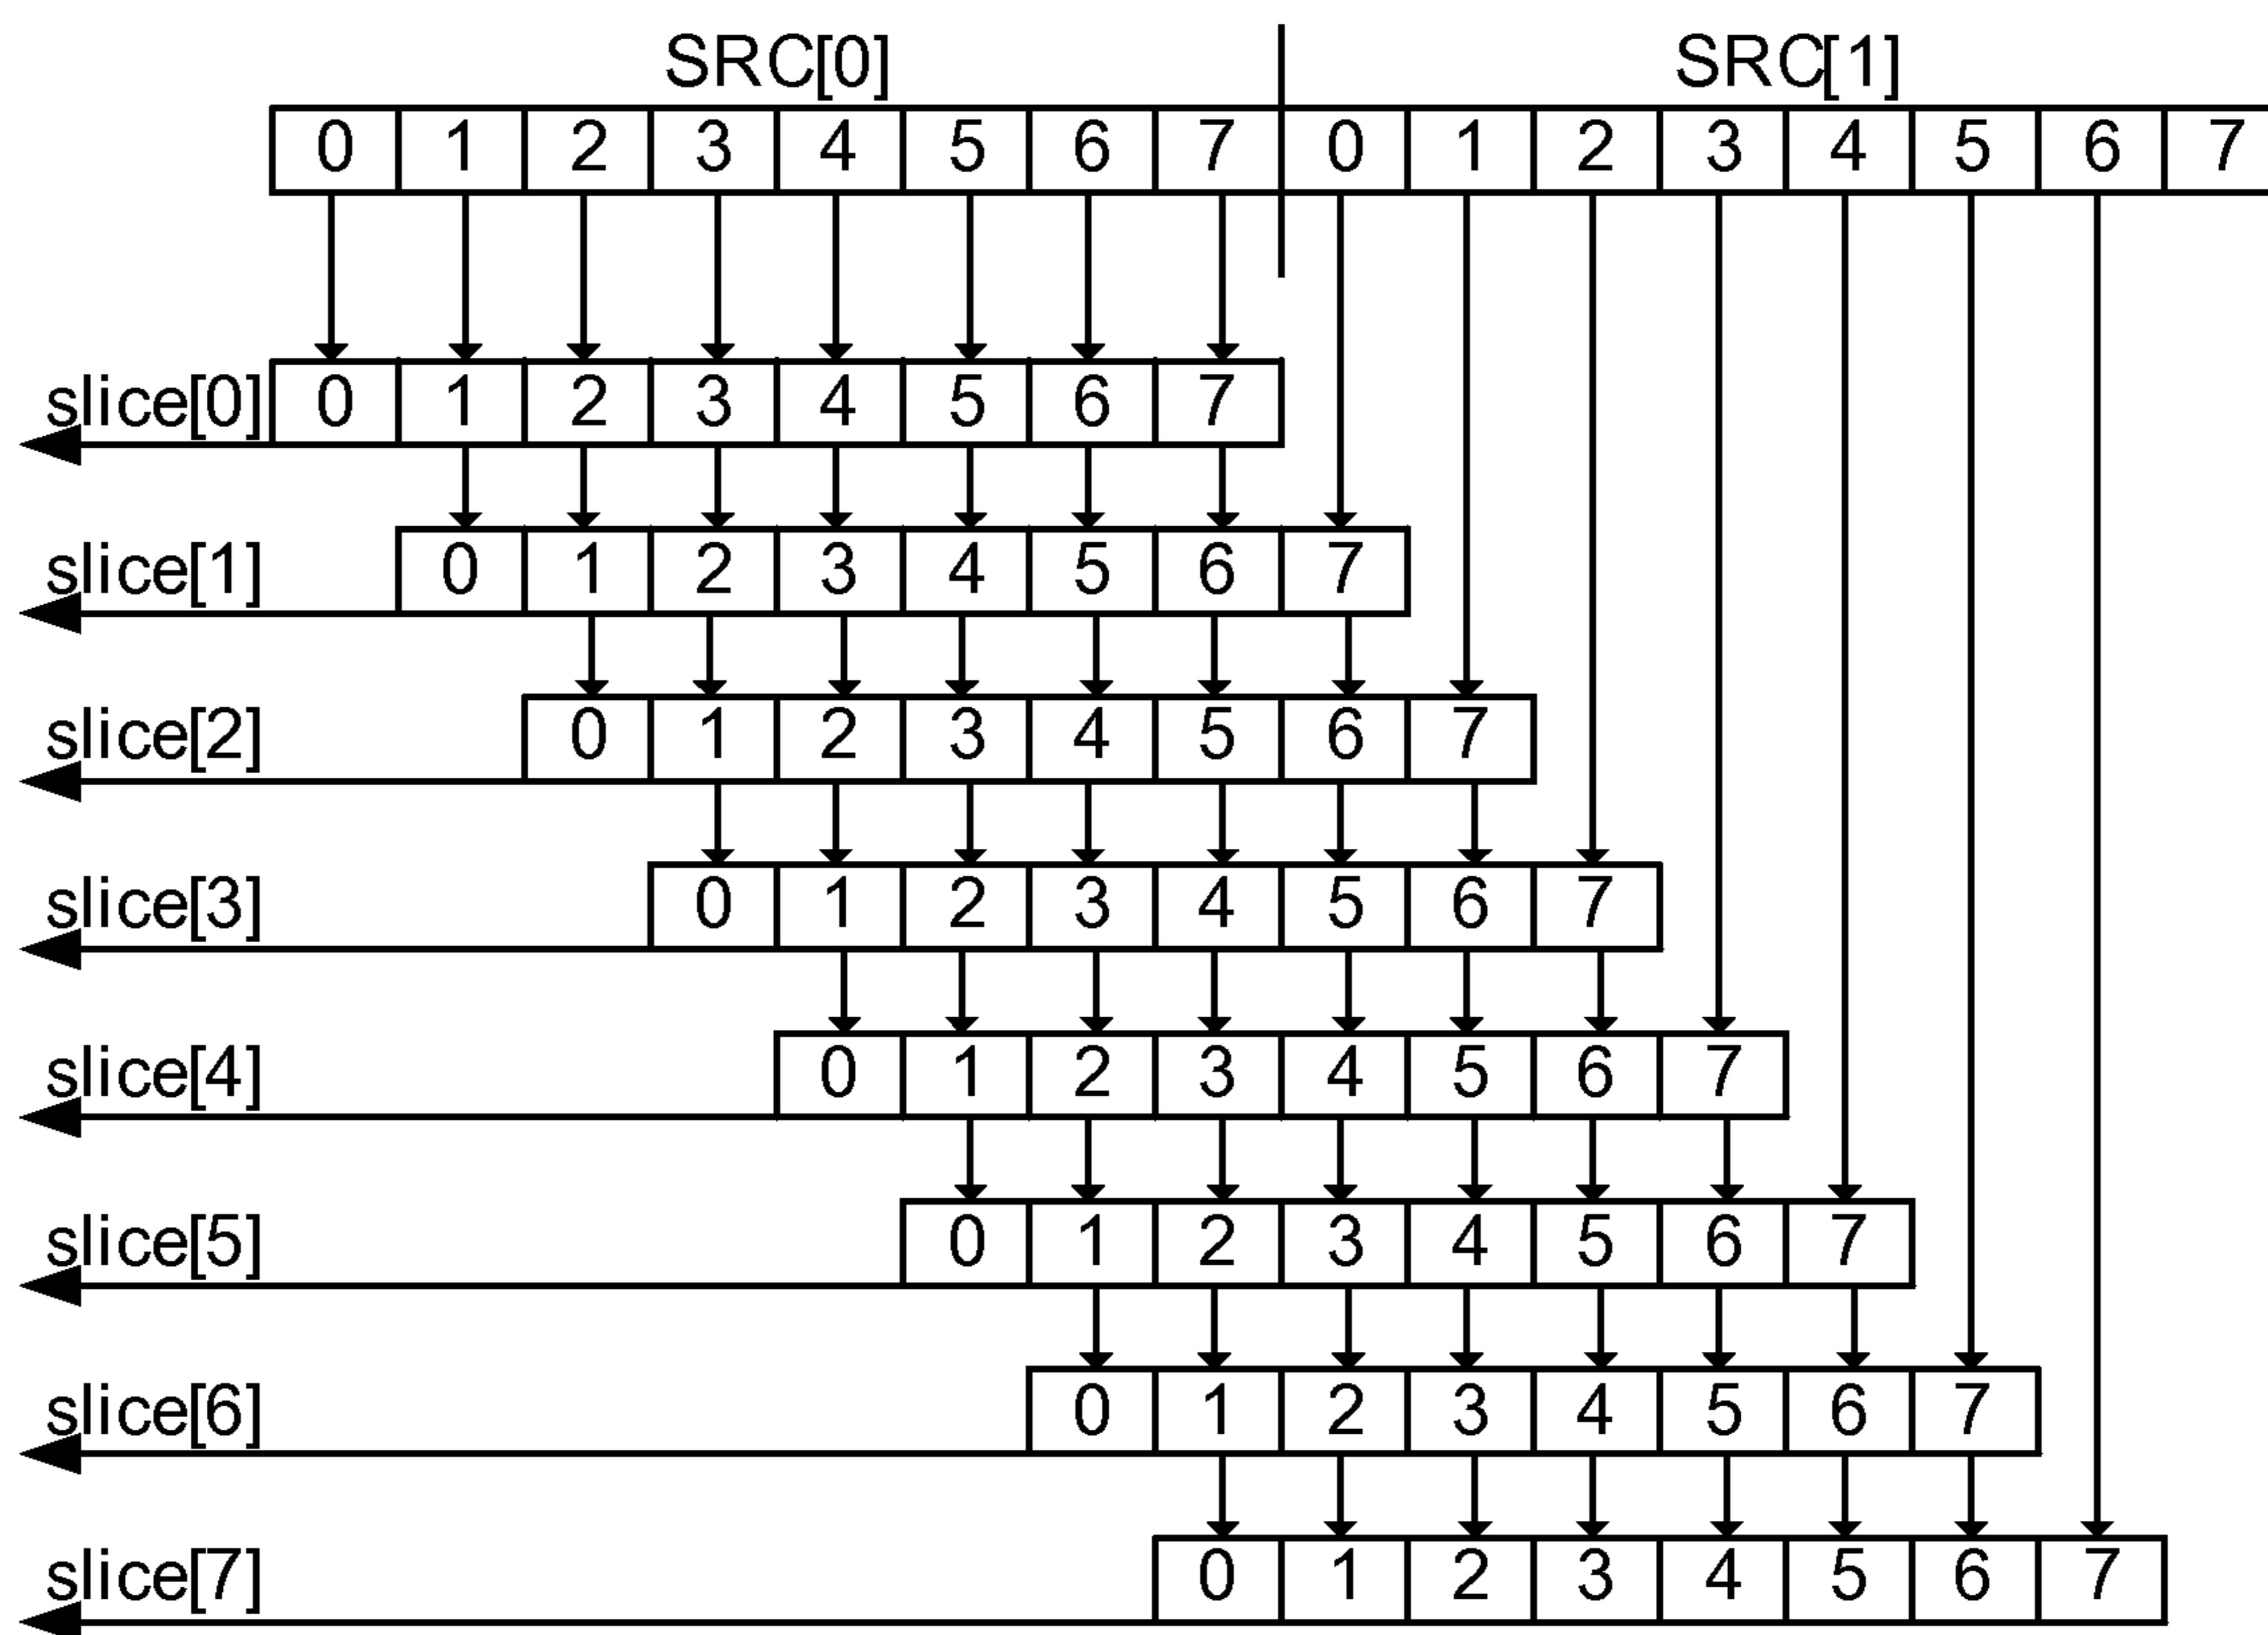 SRC[0] SRC[1]
0 1 2 3 4 5 6 7 0 1 2 3 4 5 6 7
slice[0] 0 1 2 3 4 5 6 7
slice[1] 0 1 2 3 4 5 6 7
slice[2] 0 1 2 3 4 5 6 7
slice[3] 0 1 2 3 4 5 6 7
slice[4] 0 1 2 3 4 5 6 7
slice[5] 0 1 2 3 4 5 6 7
slice[6] 0 1 2 3 4 5 6 7
slice[7] 0 1 2 3 4 5 6 7